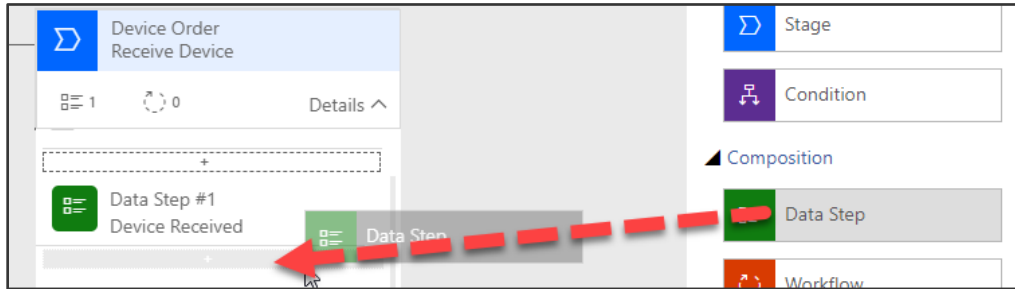 Device Order
Receive Device
1
0
Details
+
Data Step #1
Device Received
Data Step
+
Stage
Condition
Composition
Data Step
Workflow